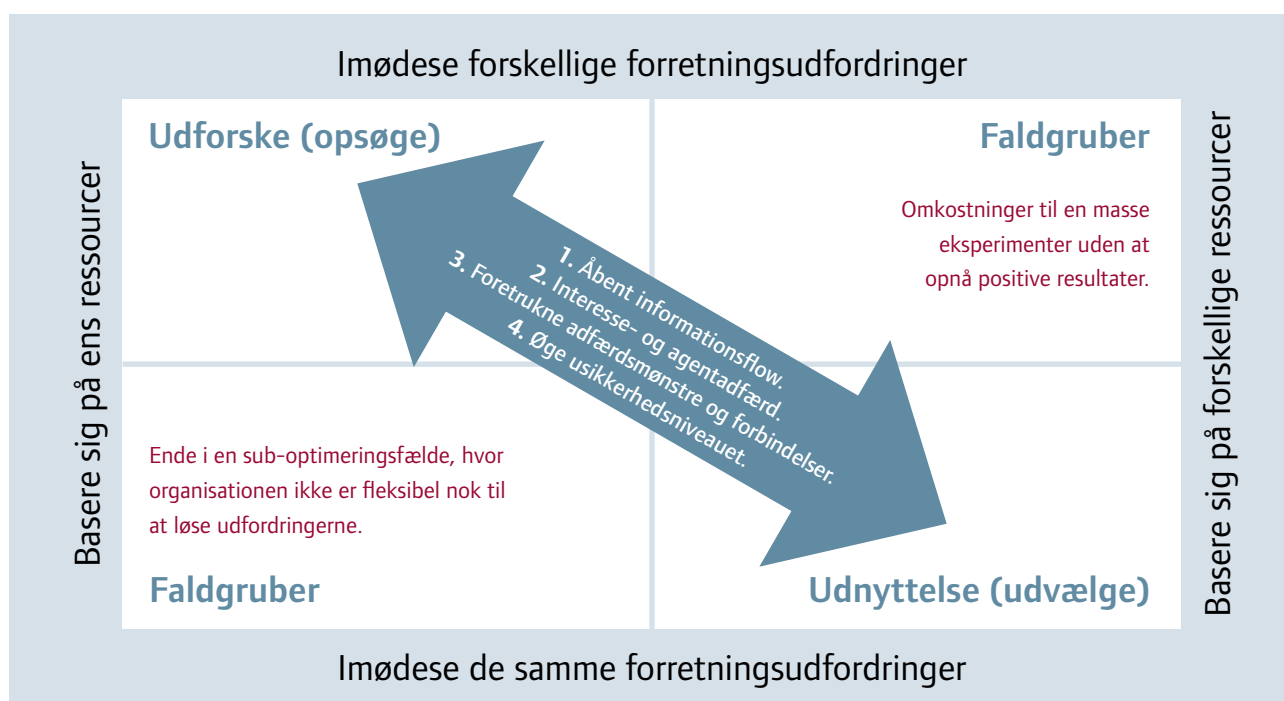 Imødese forskellige forretningsudfordringer
Basere sig på ens ressourcer
Udforske (opsøge)
Faldgruber
Omkostninger til en masse
eksperimenter uden at
opnå positive resultater.
1. Åbent informationsflow.
2. Interesse- og agentadfærd.
3. Foretrukne adfærdsmønstre og forbindelser.
4. Øge usikkerhedsniveauet.
Ende i en sub-optimeringsfælde, hvor
organisationen ikke er fleksibel nok til
at løse udfordringerne.
Faldgruber
Udnyttelse (udvælge)
Basere sig på forskellige ressourcer
Imødese de samme forretningsudfordringer